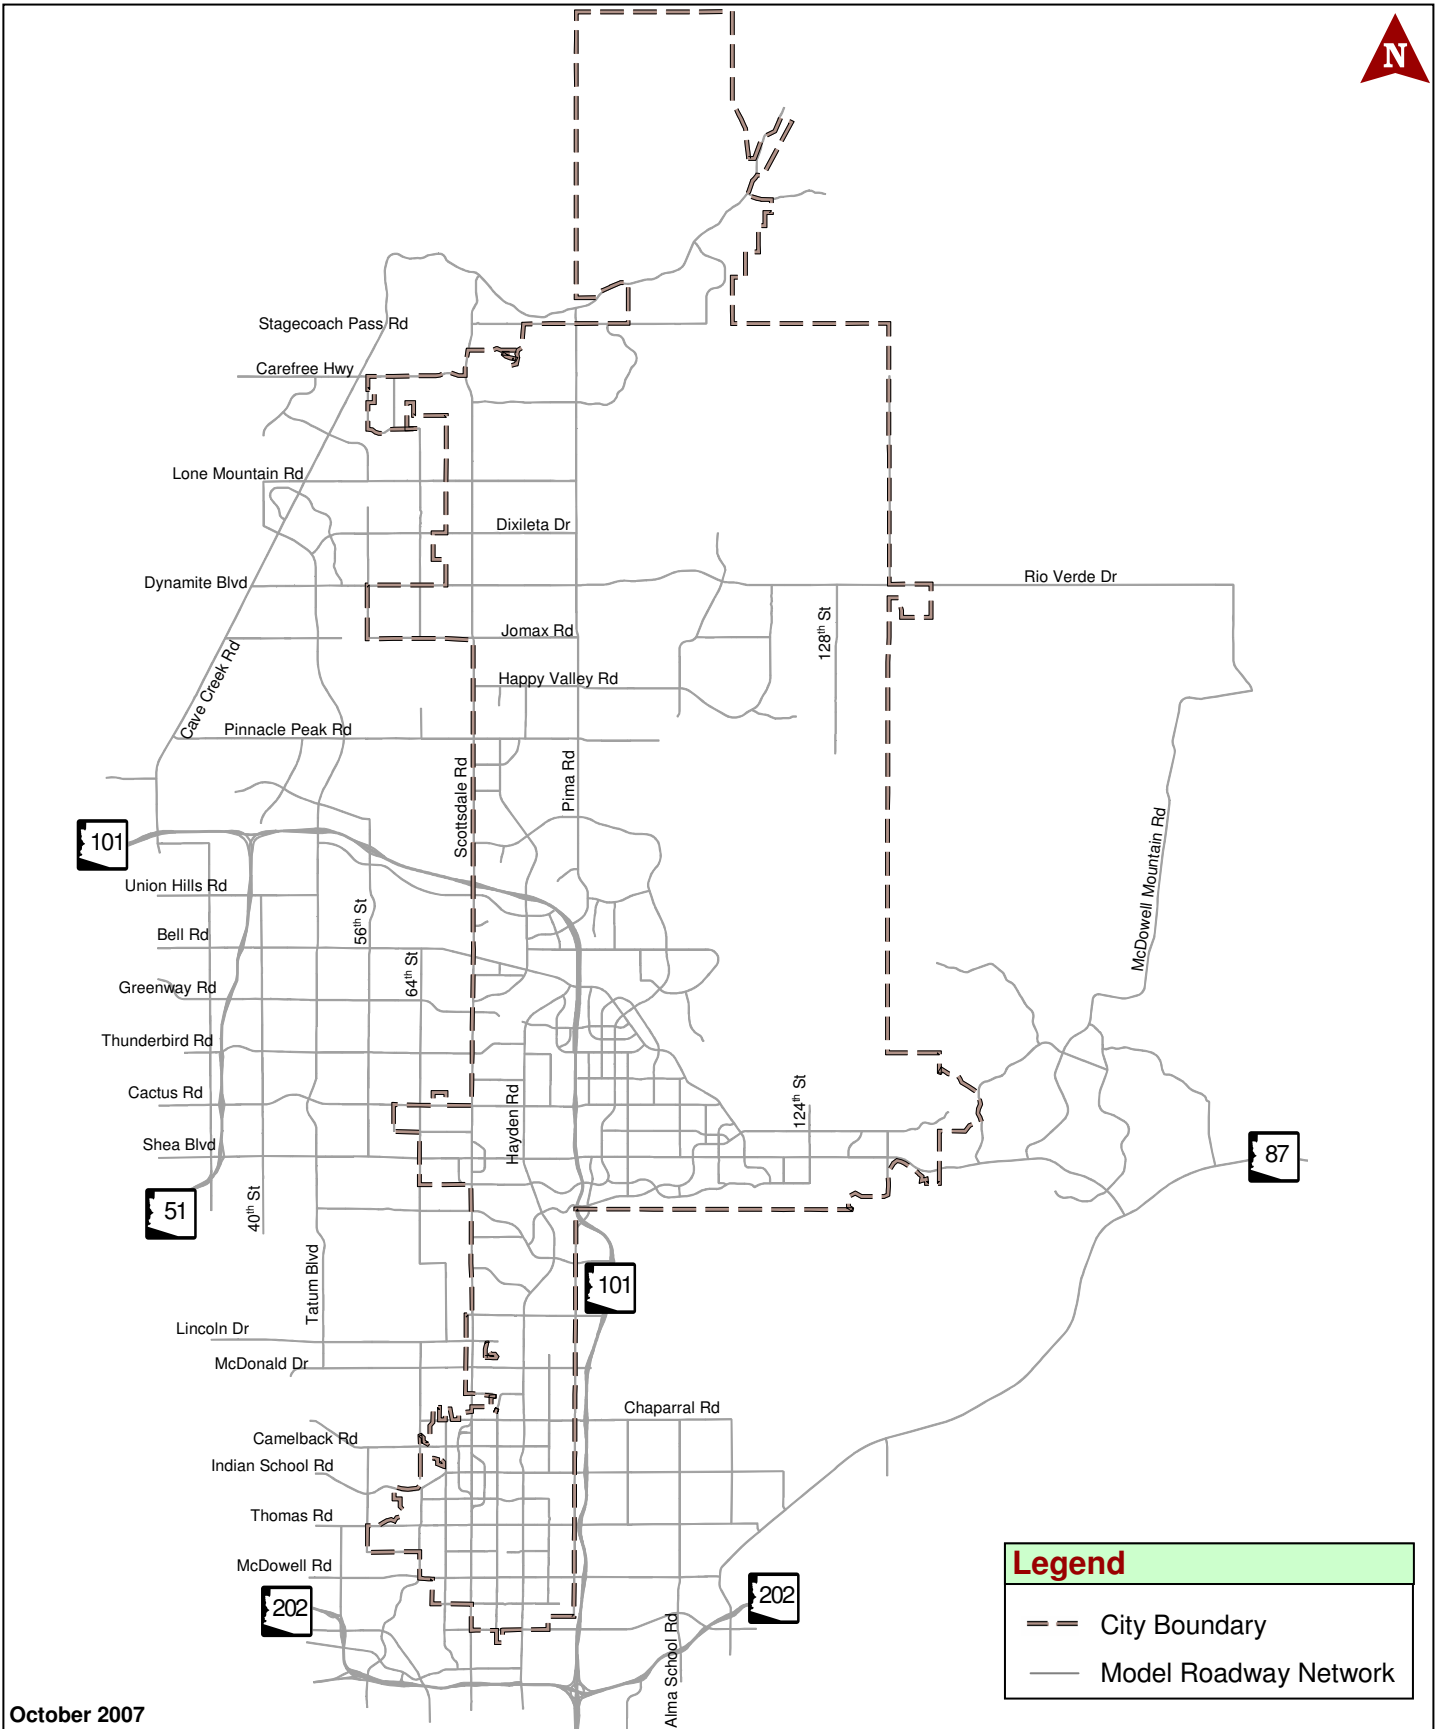 N
Stagecoach Pass Rd
Carefree Hwy
Lone Mountain Rd
Dixileta Dr
Dynamite Blvd
Rio Verde Dr
128th St
Jomax Rd
Cave Creek Rd
Happy Valley Rd
Pinnacle Peak Rd
Scottsdale Rd
Pima Rd
McDowell Mountain Rd
101
Union Hills Rd
56th St
Bell Rd
64th St
Greenway Rd
Thunderbird Rd
Cactus Rd
Hayden Rd
124th St
Shea Blvd
87
51
40th St
Tatum Blvd
101
Lincoln Dr
McDonald Dr
Chaparral Rd
Camelback Rd
Indian School Rd
Thomas Rd
McDowell Rd
202
202
Alma School Rd
Legend
City Boundary
Model Roadway Network
October 2007